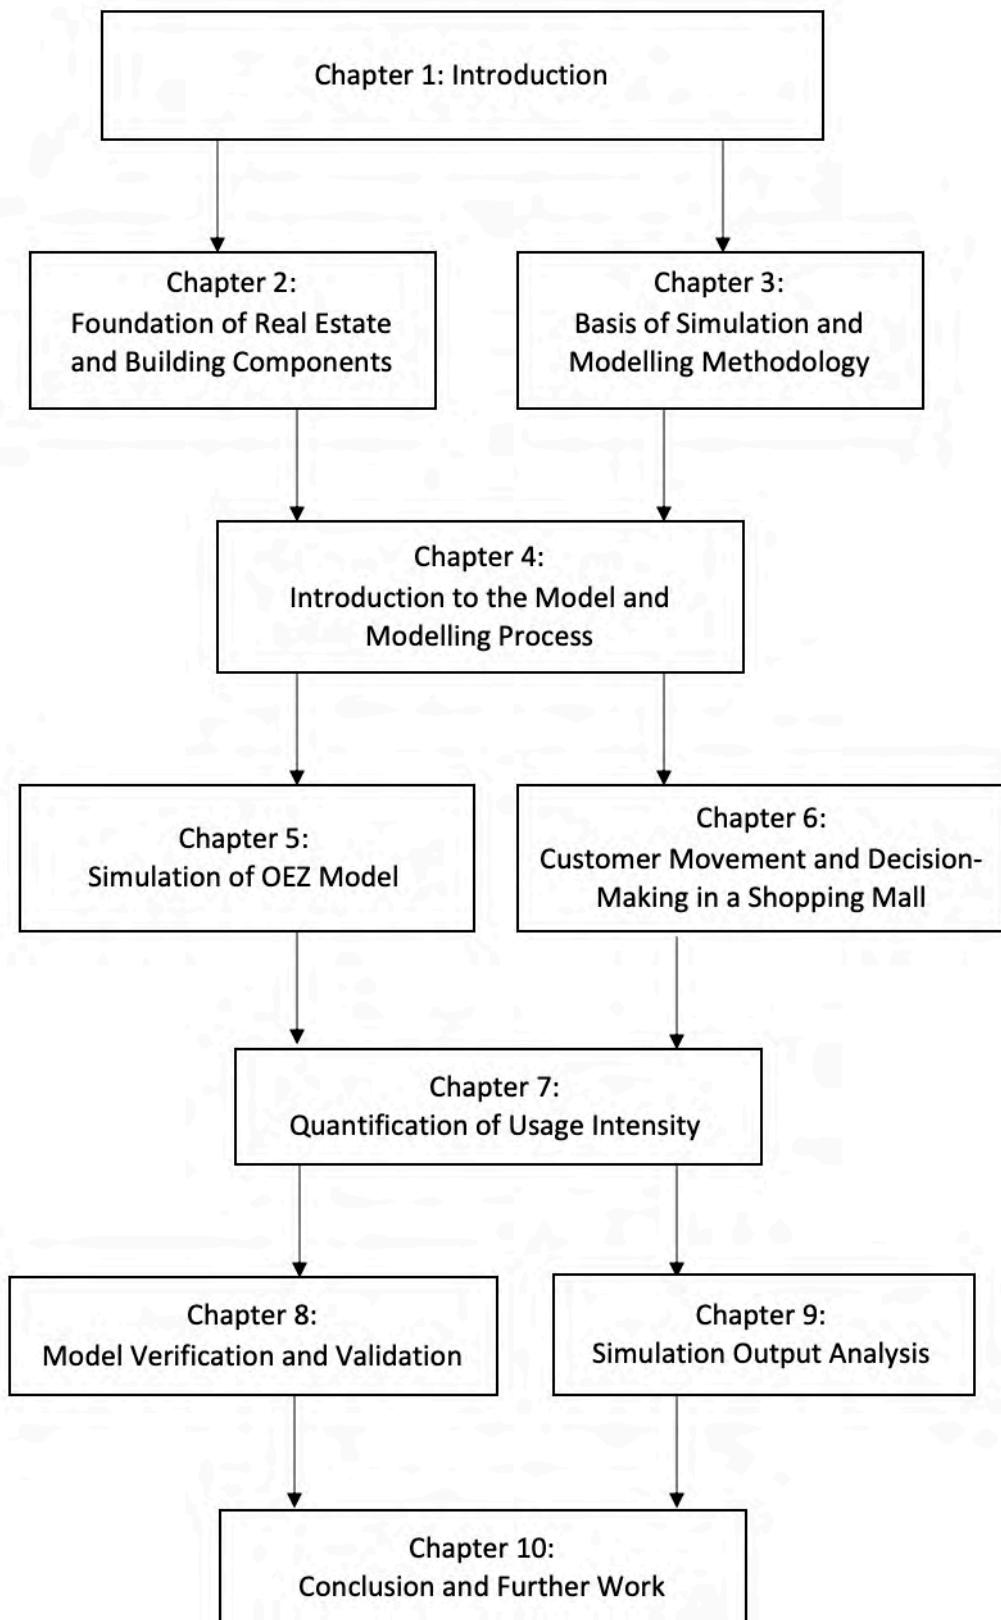 Chapter 1: Introduction
Chapter 2:
Foundation of Real Estate
and Building Components
Chapter 3:
Basis of Simulation and
Modelling Methodology
Chapter 4:
Introduction to the Model and
Modelling Process
Chapter 5:
Simulation of OEZ Model
Chapter 6:
Customer Movement and Decision-
Making in a Shopping Mall
Chapter 7:
Quantification of Usage Intensity
Chapter 8:
Model Verification and Validation
Chapter 9:
Simulation Output Analysis
Chapter 10:
Conclusion and Further Work